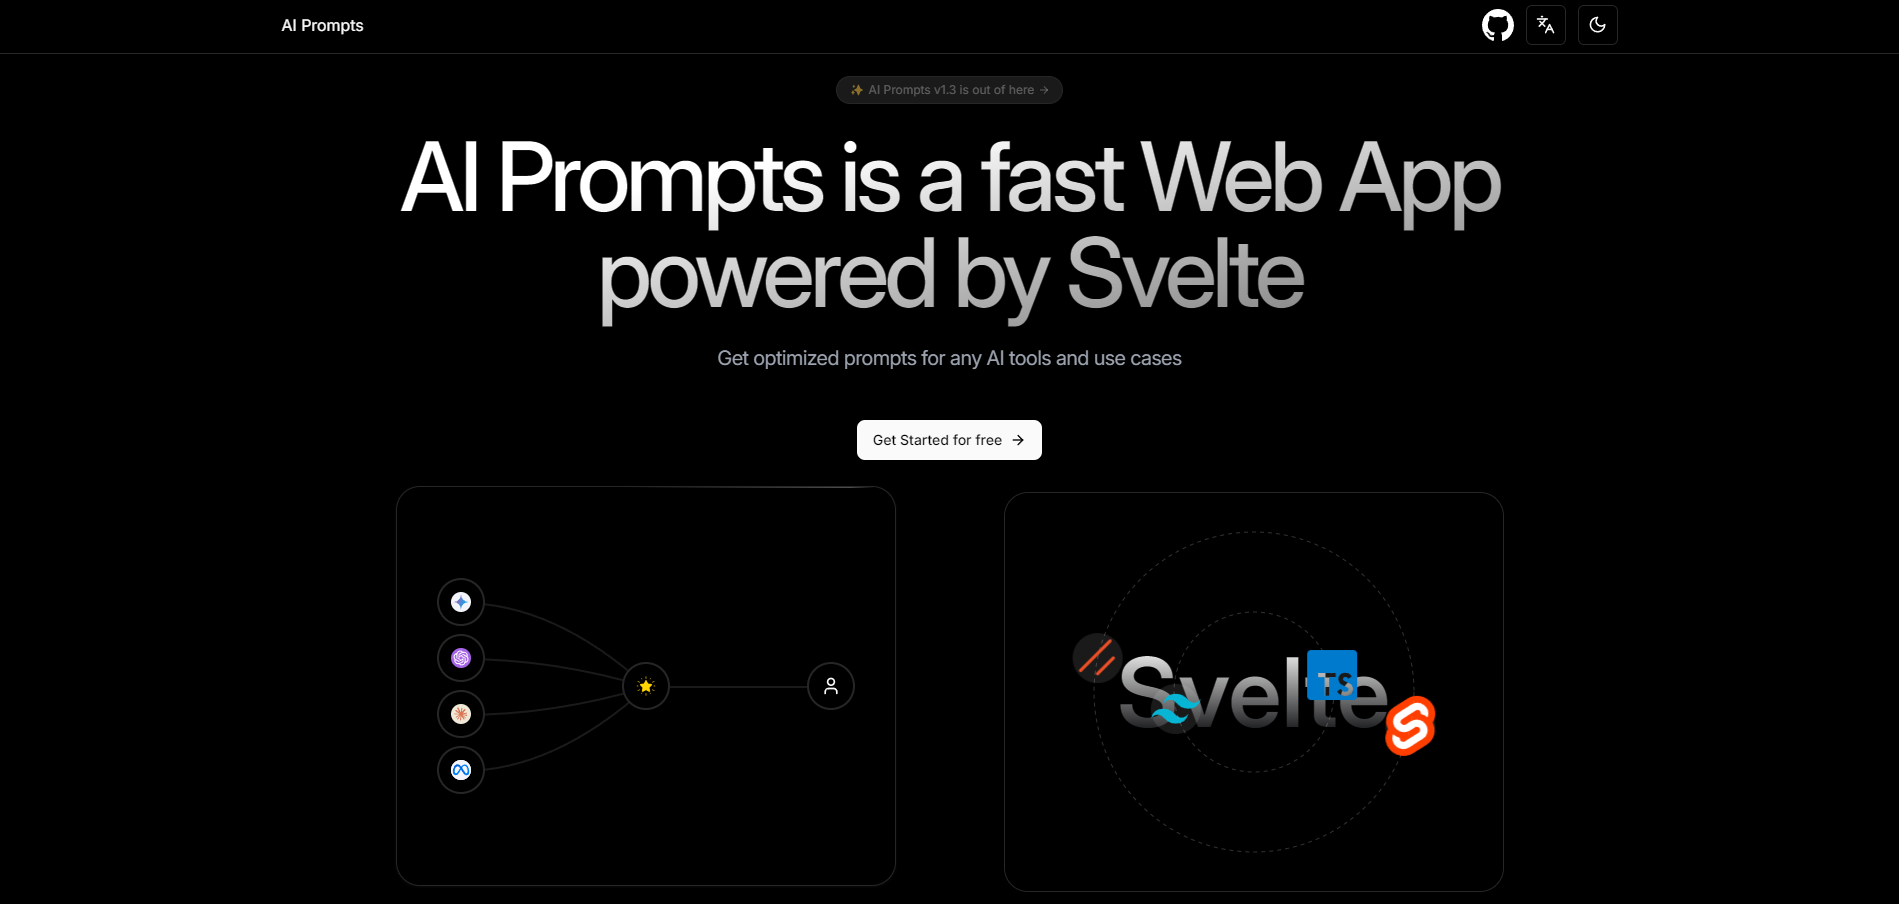 AI Prompts
✨ AI Prompts v1.3 is out of here →
AI Prompts is a fast Web App
powered by Svelte
Get optimized prompts for any AI tools and use cases
Get Started for free →
Svelte
TS